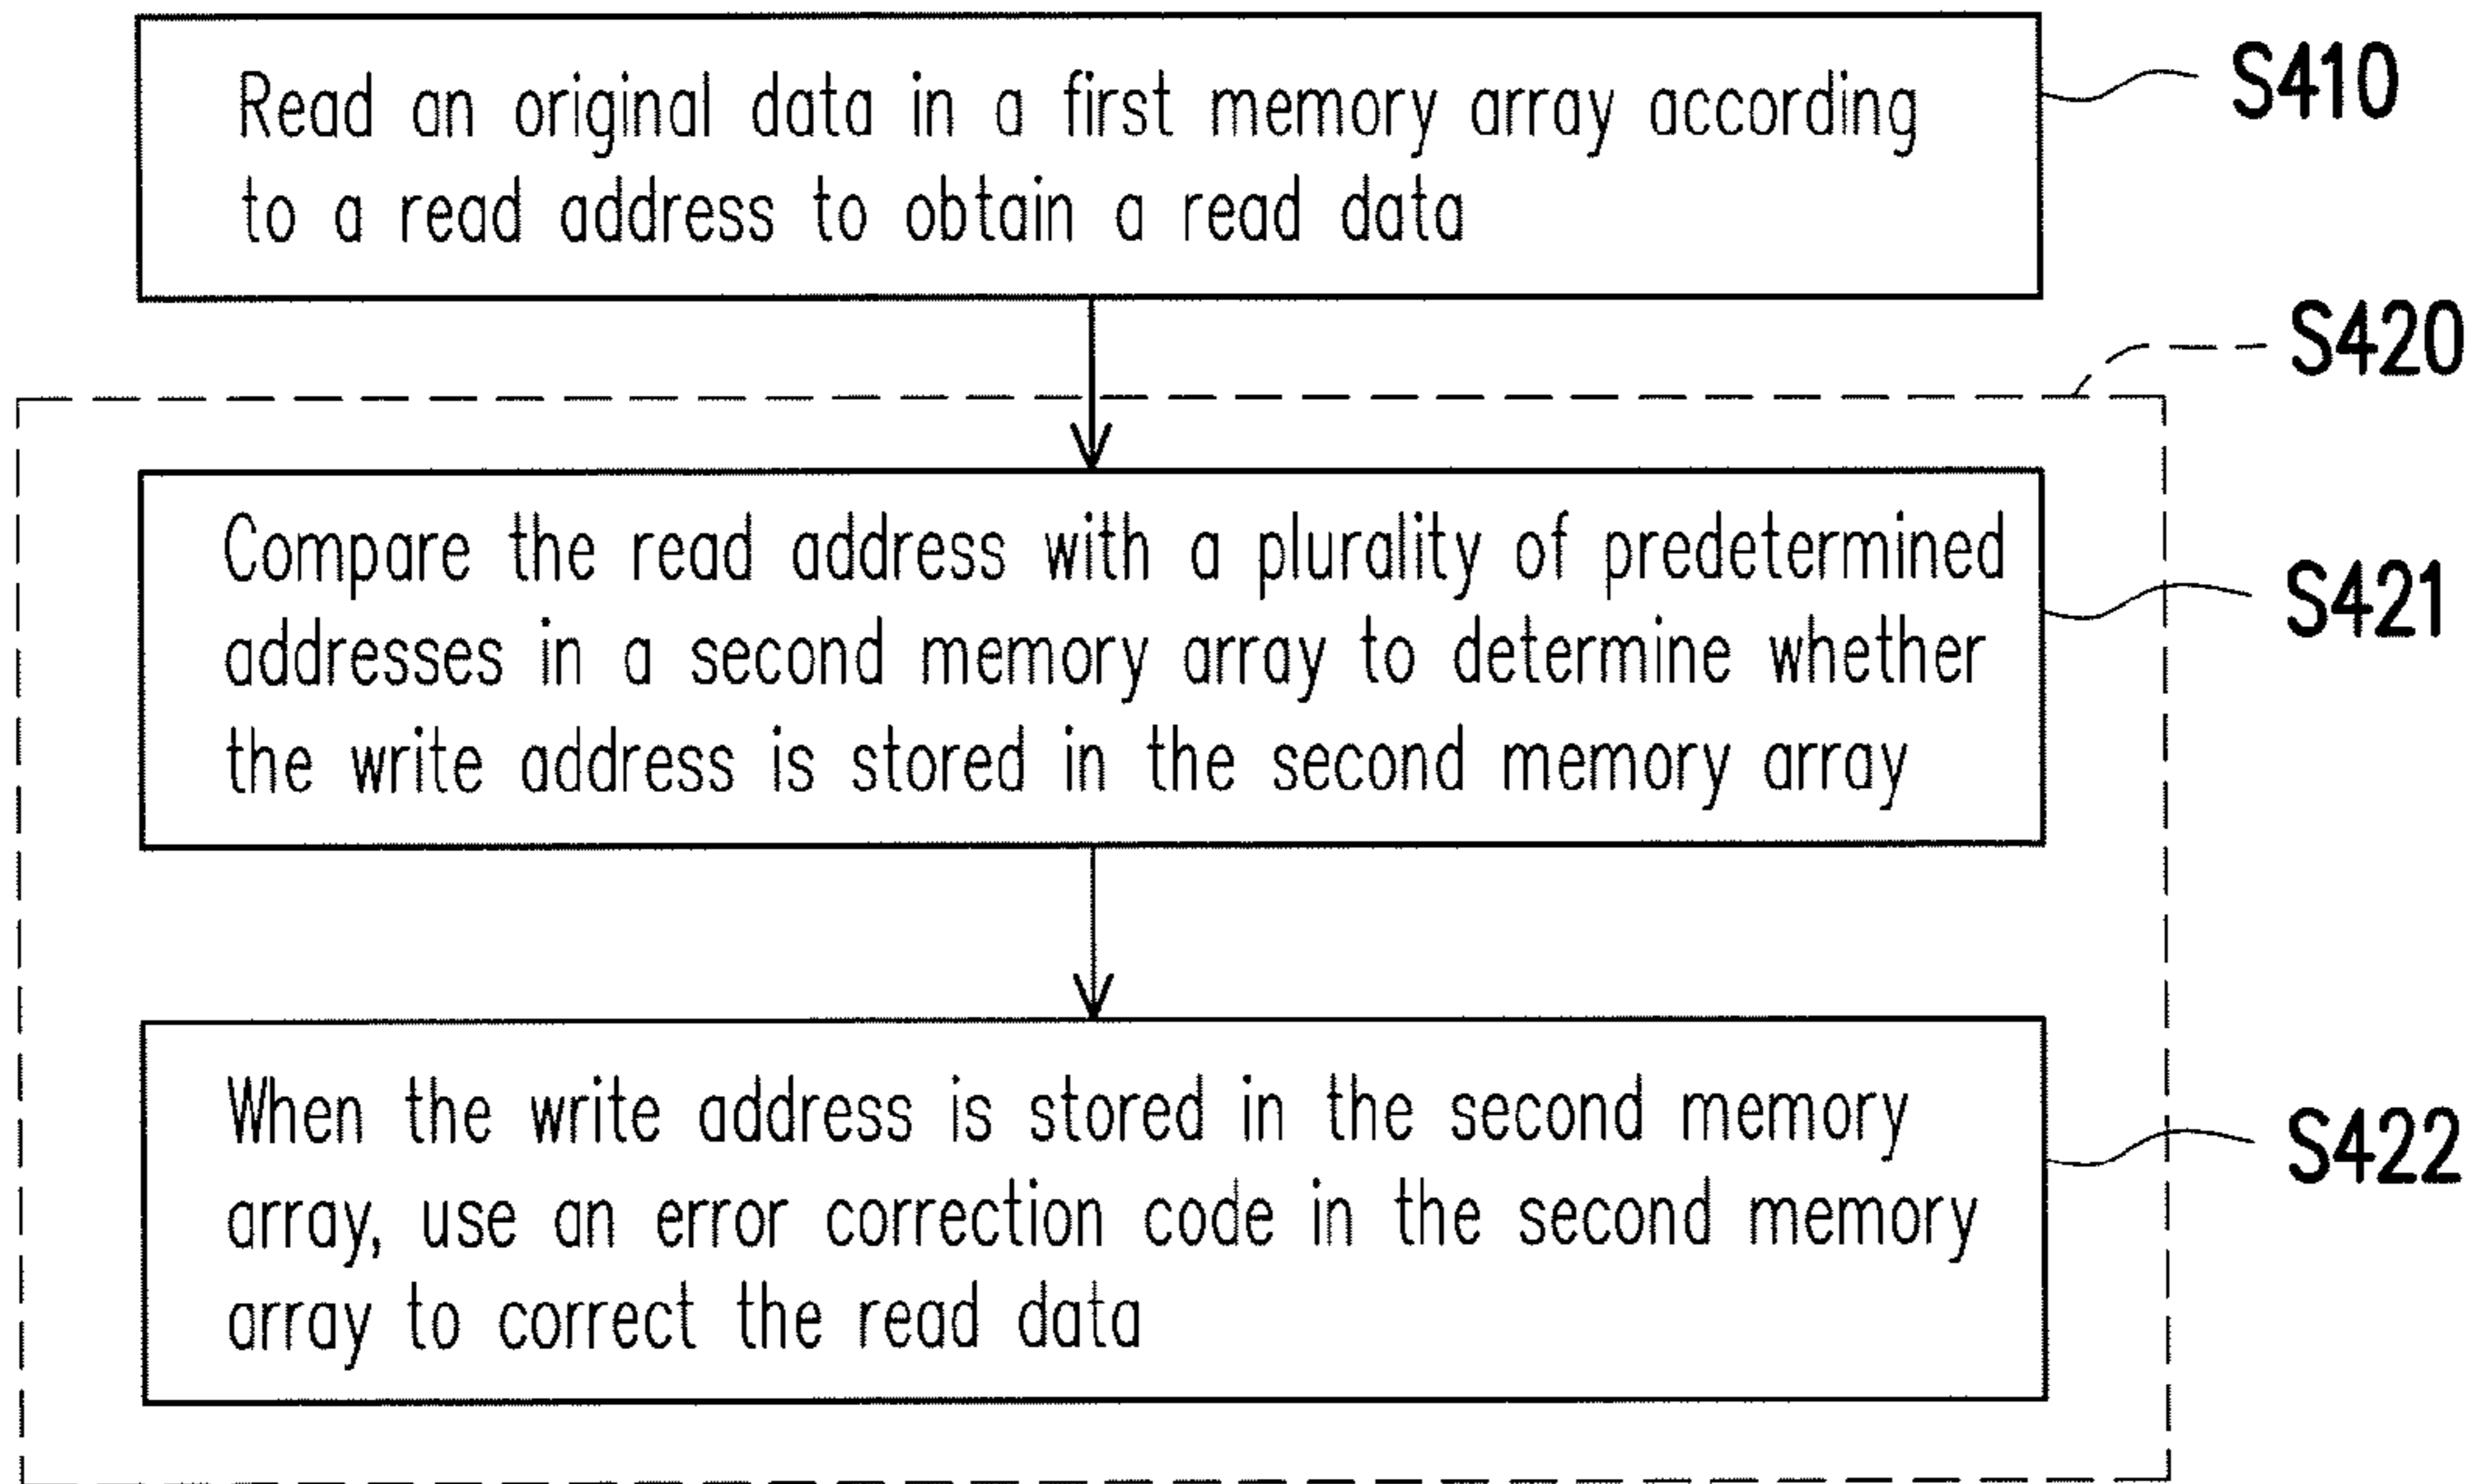 Read an original data in a first memory array according
to a read address to obtain a read data
S410
S420
Compare the read address with a plurality of predetermined
addresses in a second memory array to determine whether
the write address is stored in the second memory array
S421
When the write address is stored in the second memory
array, use an error correction code in the second memory
array to correct the read data
S422